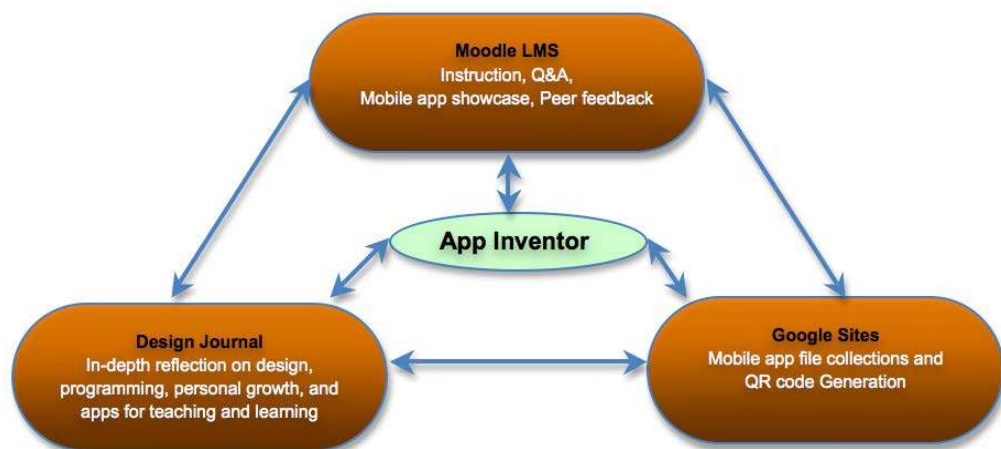 Moodle LMS
Instruction, Q&A,
Mobile app showcase, Peer feedback
App Inventor
Design Journal
In-depth reflection on design,
programming, personal growth, and
apps for teaching and learning
Google Sites
Mobile app file collections and
QR code Generation